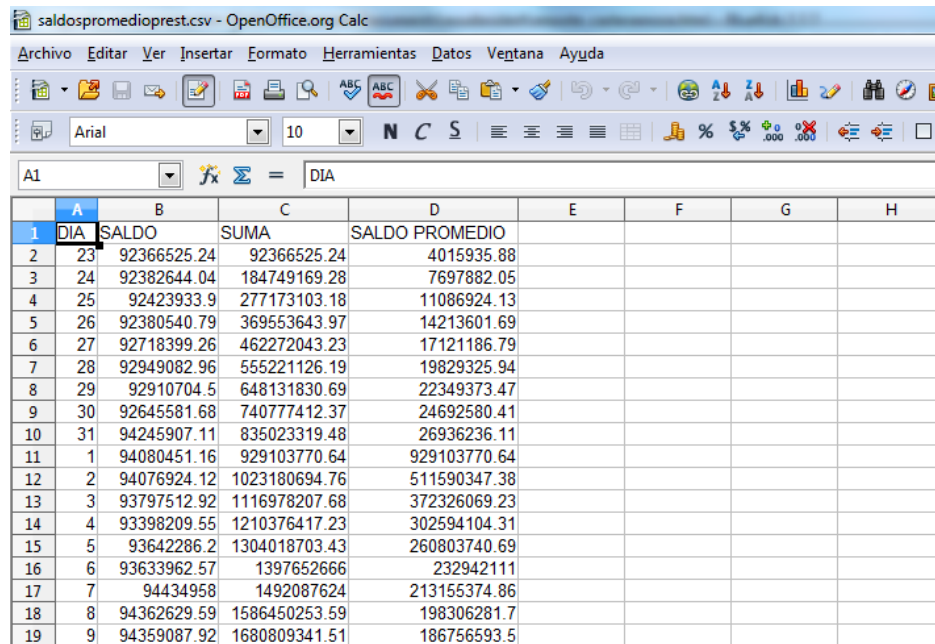 saldospromedioprest.csv - OpenOffice.org Calc
Archivo Editar Ver Insertar Formato Herramientas Datos Ventana Ayuda
ABC ABC
Arial 10 N C S % $% .000 .000
A1 fx Σ = DIA
A B C D E F G H
1 DIA SALDO SUMA SALDO PROMEDIO
2 23 92366525.24 92366525.24 4015935.88
3 24 92382644.04 184749169.28 7697882.05
4 25 92423933.9 277173103.18 11086924.13
5 26 92380540.79 369553643.97 14213601.69
6 27 92718399.26 462272043.23 17121186.79
7 28 92949082.96 555221126.19 19829325.94
8 29 92910704.5 648131830.69 22349373.47
9 30 92645581.68 740777412.37 24692580.41
10 31 94245907.11 835023319.48 26936236.11
11 1 94080451.16 929103770.64 929103770.64
12 2 94076924.12 1023180694.76 511590347.38
13 3 93797512.92 1116978207.68 372326069.23
14 4 93398209.55 1210376417.23 302594104.31
15 5 93642286.2 1304018703.43 260803740.69
16 6 93633962.57 1397652666 232942111
17 7 94434958 1492087624 213155374.86
18 8 94362629.59 1586450253.59 198306281.7
19 9 94359087.92 1680809341.51 186756593.5